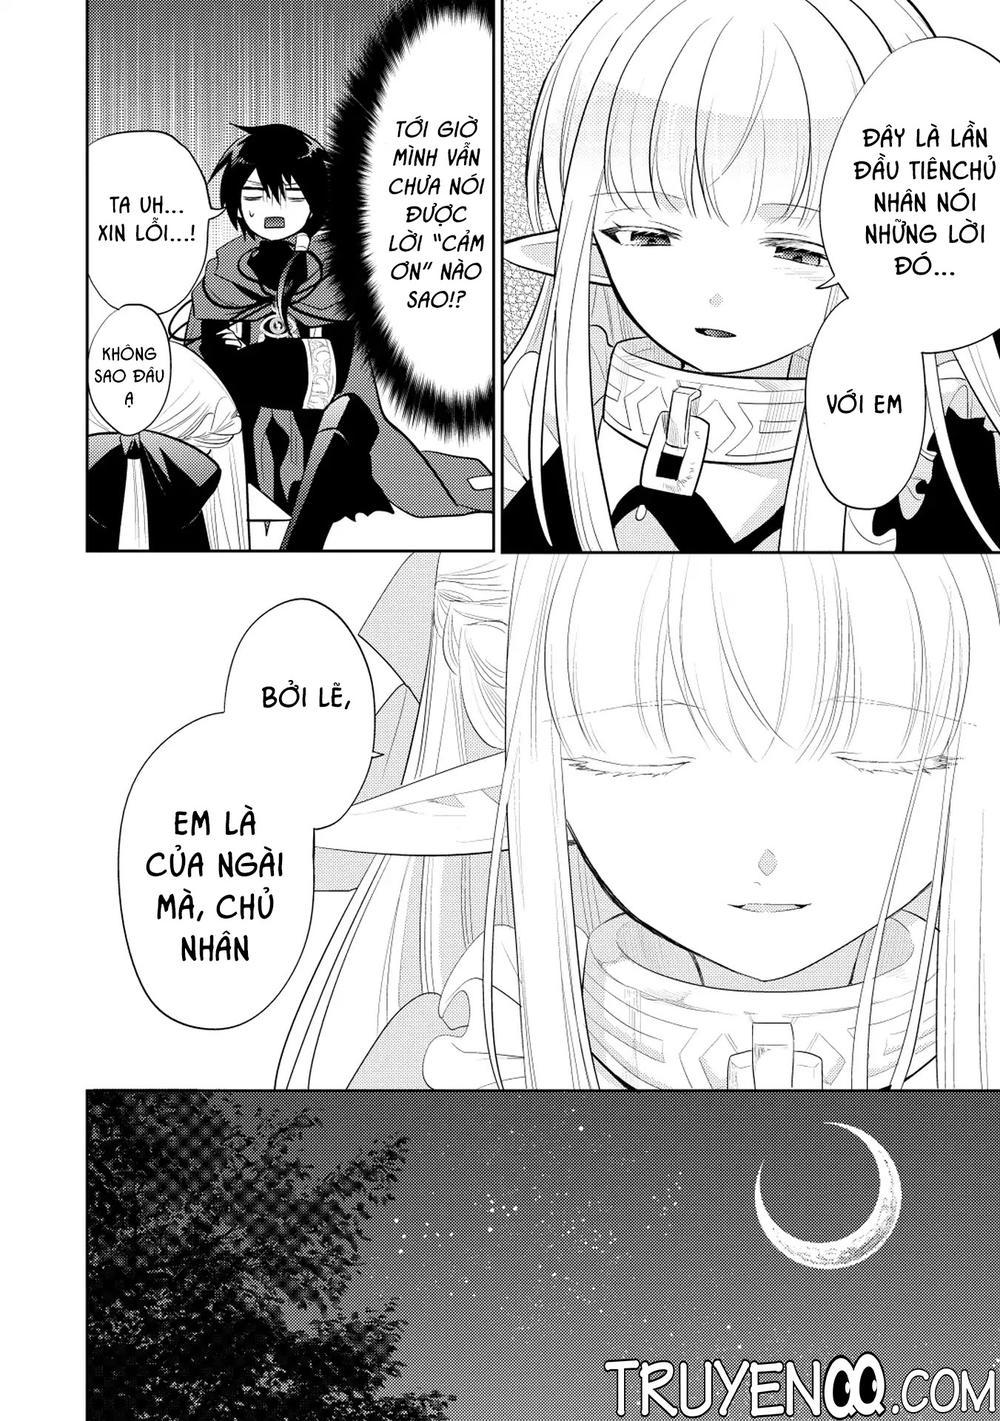 ĐÂY LÀ LẦN
ĐẦU TIÊNCHỦ
NHÂN NÓI
NHỮNG LỜI
ĐÓ...
VỚI EM
TỚI GIỜ
MÌNH VẪN
CHƯA NÓI
ĐƯỢC
LỜI “CẢM
ƠN” NÀO
SAO!?
TA UH...
XIN LỖI...!
KHÔNG
SAO ĐÂU
Ạ
BỞI LẼ,
EM LÀ
CỦA NGÀI
MÀ, CHỦ
NHÂN
TRUYENQQ.COM